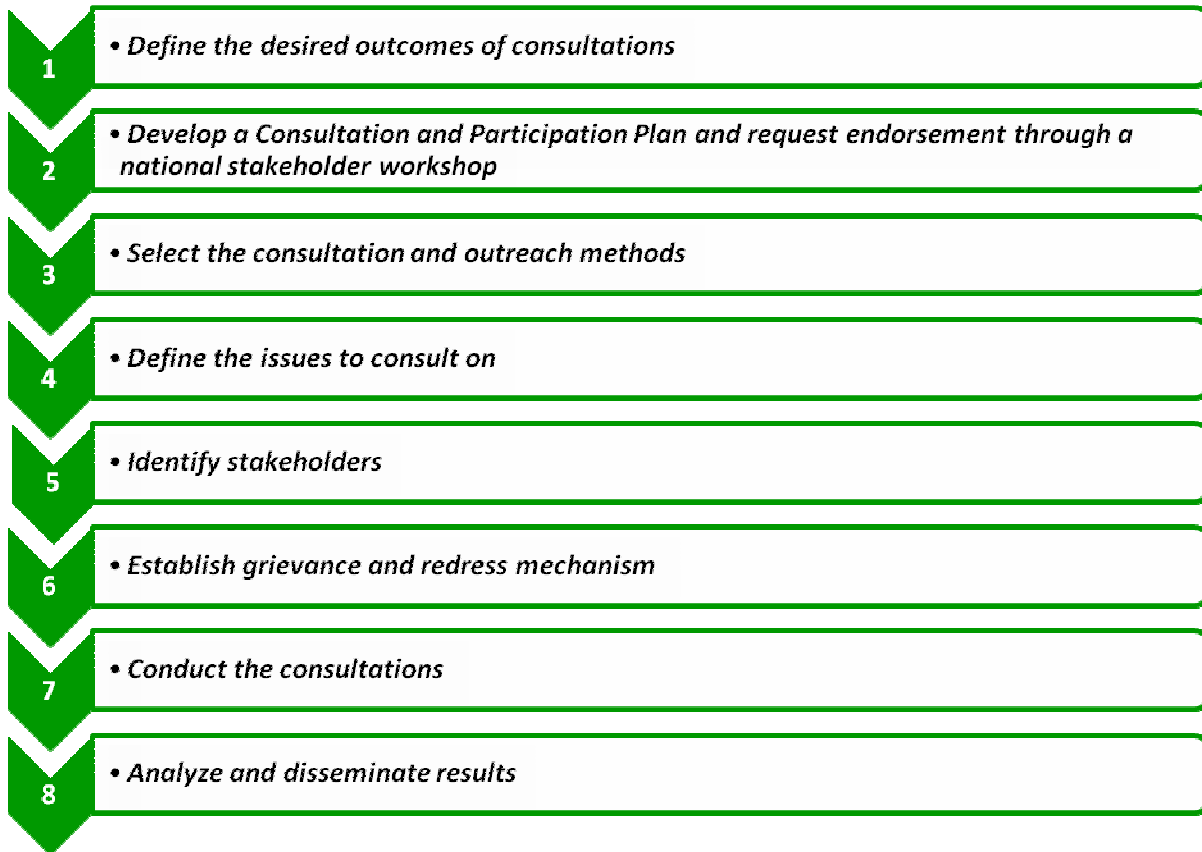 1
• Define the desired outcomes of consultations
2
• Develop a Consultation and Participation Plan and request endorsement through a
national stakeholder workshop
3
• Select the consultation and outreach methods
4
• Define the issues to consult on
5
• Identify stakeholders
6
• Establish grievance and redress mechanism
7
• Conduct the consultations
8
• Analyze and disseminate results